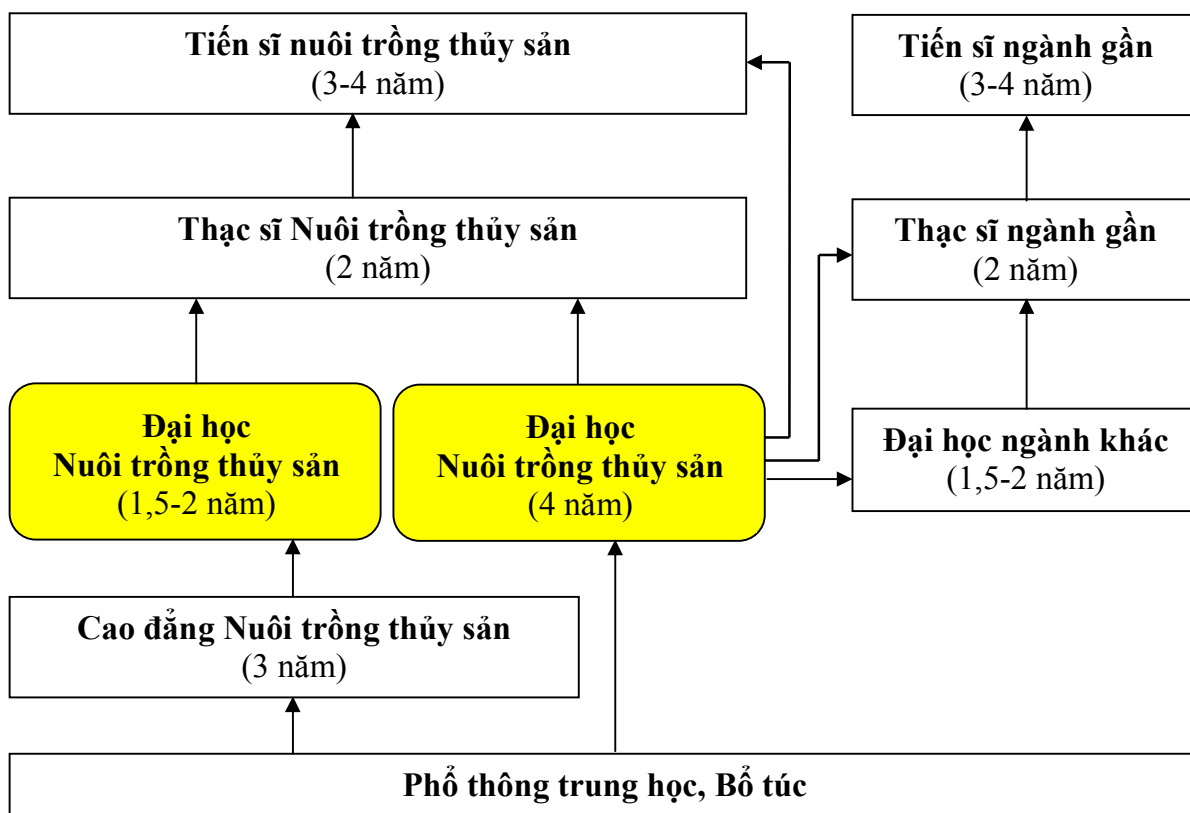 Tiến sĩ nuôi trồng thủy sản
(3-4 năm)
Tiến sĩ ngành gần
(3-4 năm)
Thạc sĩ Nuôi trồng thủy sản
(2 năm)
Thạc sĩ ngành gần
(2 năm)
Đại học
Nuôi trồng thủy sản
(1,5-2 năm)
Đại học
Nuôi trồng thủy sản
(4 năm)
Đại học ngành khác
(1,5-2 năm)
Cao đẳng Nuôi trồng thủy sản
(3 năm)
Phổ thông trung học, Bổ túc